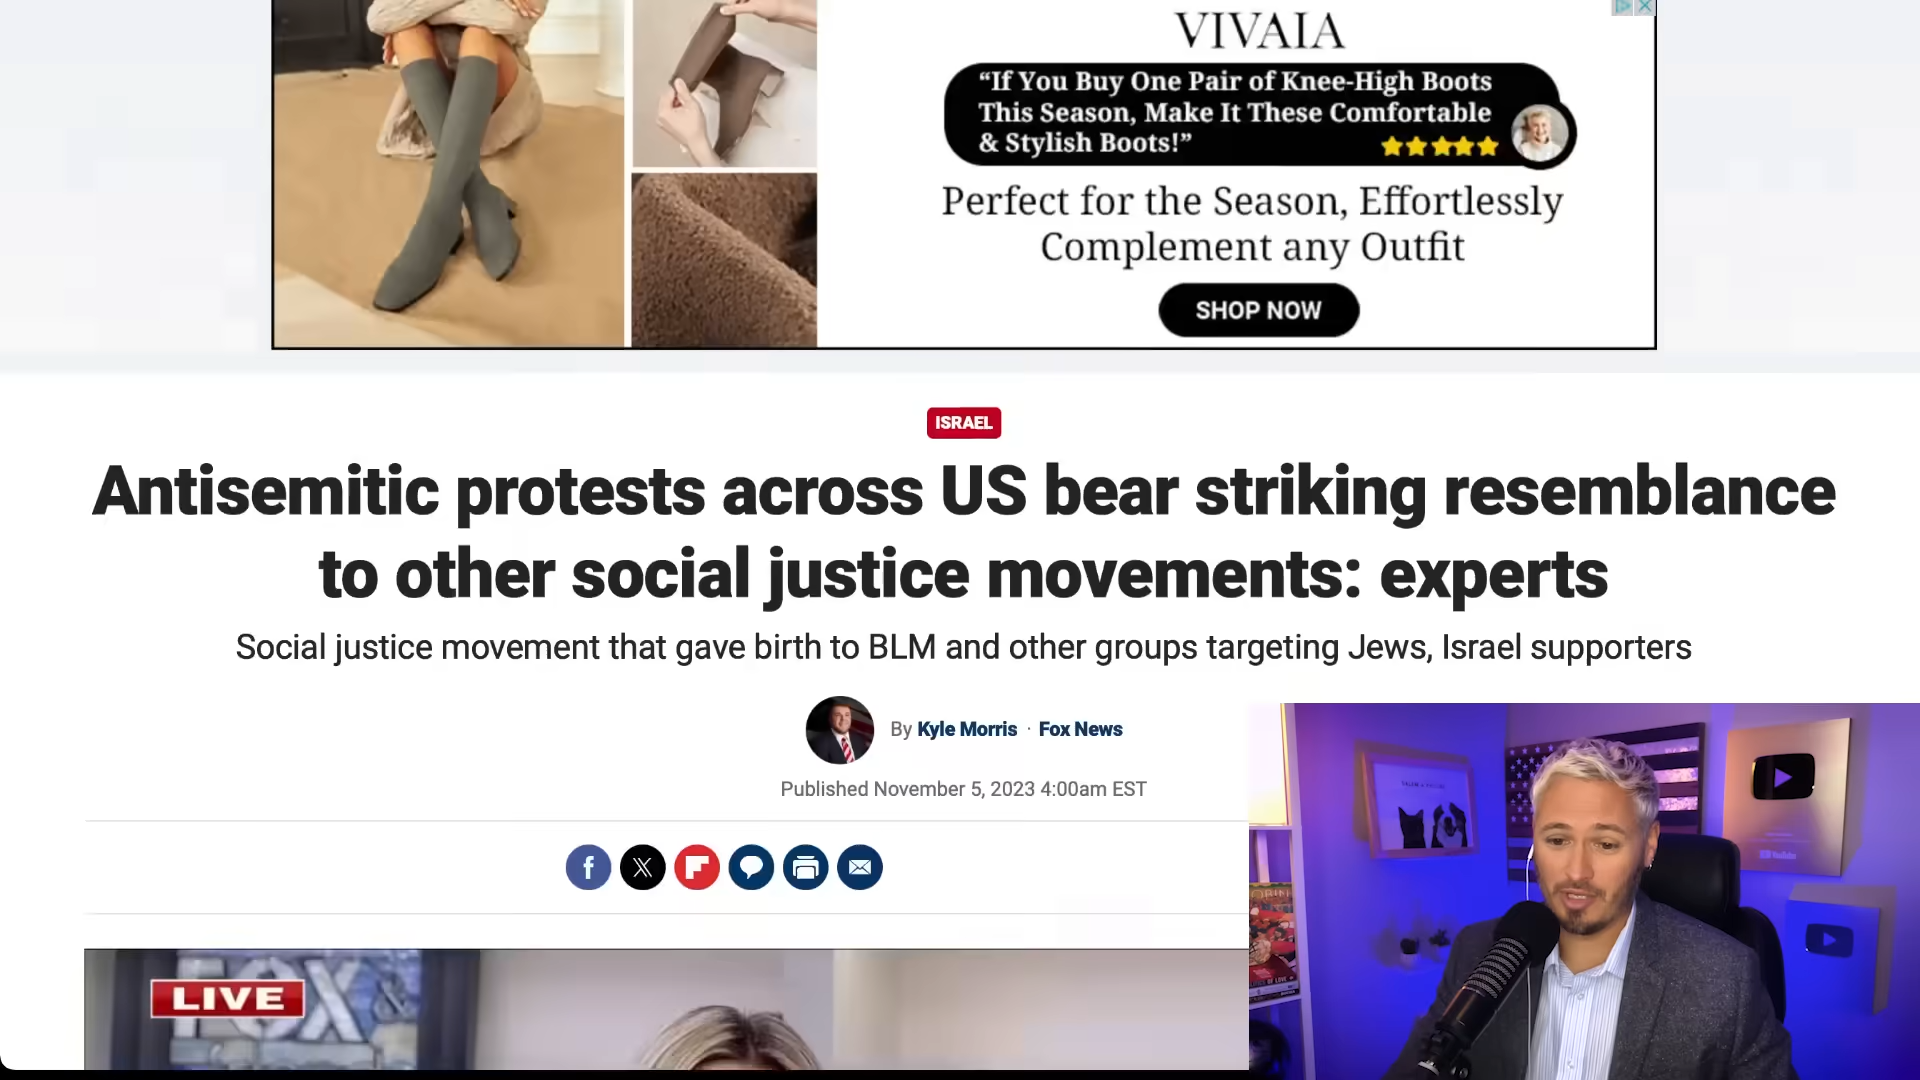 VIVAIA
“If You Buy One Pair of Knee-High Boots
This Season, Make It These Comfortable
& Stylish Boots!”
Perfect for the Season, Effortlessly
Complement any Outfit
SHOP NOW
ISRAEL
Antisemitic protests across US bear striking resemblance
to other social justice movements: experts
Social justice movement that gave birth to BLM and other groups targeting Jews, Israel supporters
By Kyle Morris · Fox News
Published November 5, 2023 4:00am EST
LIVE
FOX &